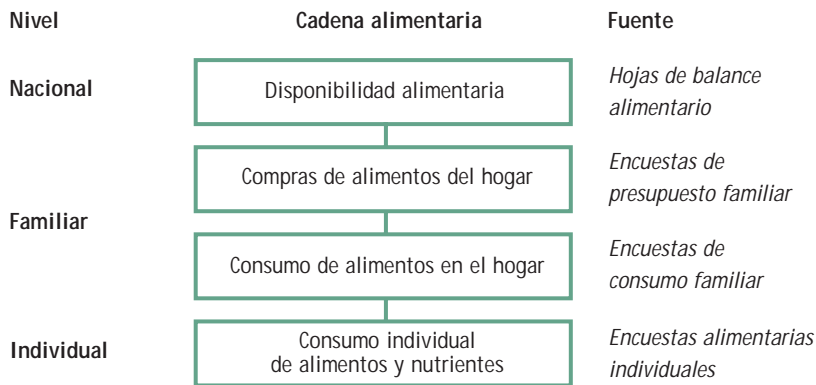 Nivel
Cadena alimentaria
Fuente
Nacional
Disponibilidad alimentaria
Hojas de balance
alimentario
Familiar
Compras de alimentos del hogar
Encuestas de
presupuesto familiar
Consumo de alimentos en el hogar
Encuestas de
consumo familiar
Individual
Consumo individual
de alimentos y nutrientes
Encuestas alimentarias
individuales